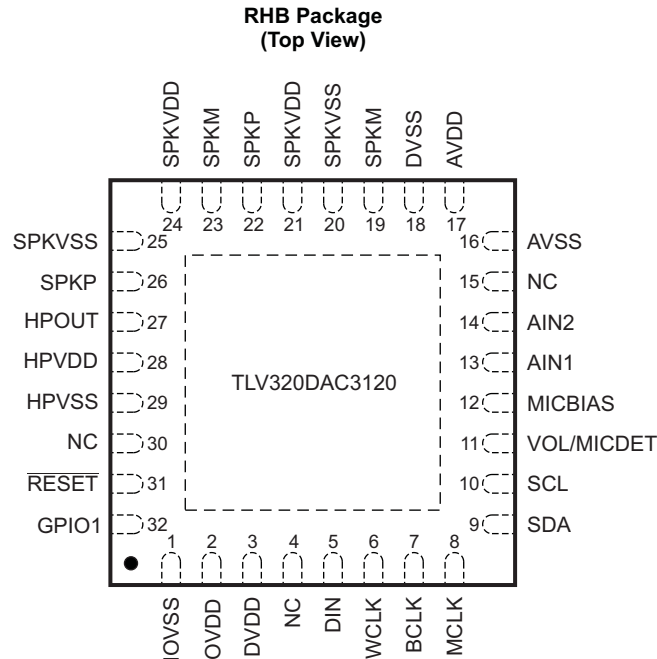 RHB Package
(Top View)
SPKVDD
SPKM
SPKP
SPKVDD
SPKVSS
SPKM
DVSS
AVDD
24 23 22 21 20 19 18 17
SPKVSS 25
SPKP 26
HPOUT 27
HPVDD 28
HPVSS 29
NC 30
RESET 31
GPIO1 32
TLV320DAC3120
16 AVSS
15 NC
14 AIN2
13 AIN1
12 MICBIAS
11 VOL/MICDET
10 SCL
9 SDA
1 2 3 4 5 6 7 8
IOVSS
OVDD
DVDD
NC
DIN
WCLK
BCLK
MCLK